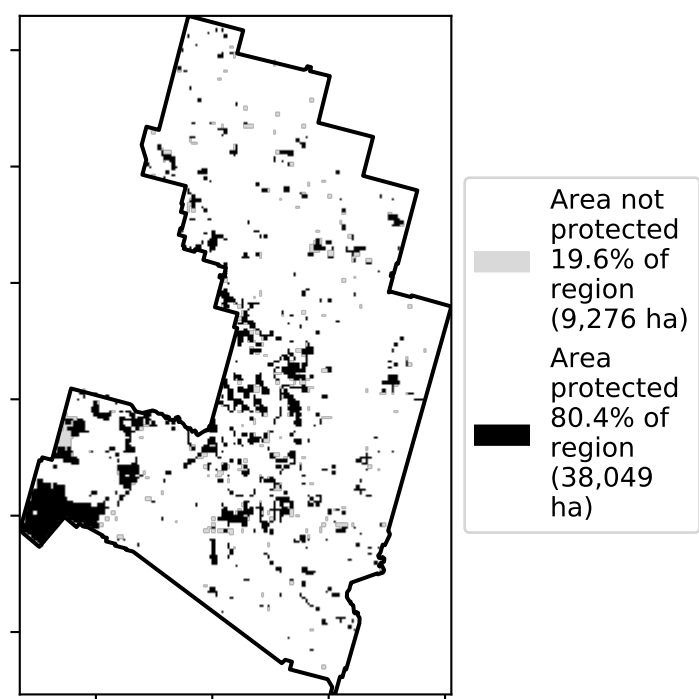 Area not
protected
19.6% of
region
(9,276 ha)
Area
protected
80.4% of
region
(38,049
ha)